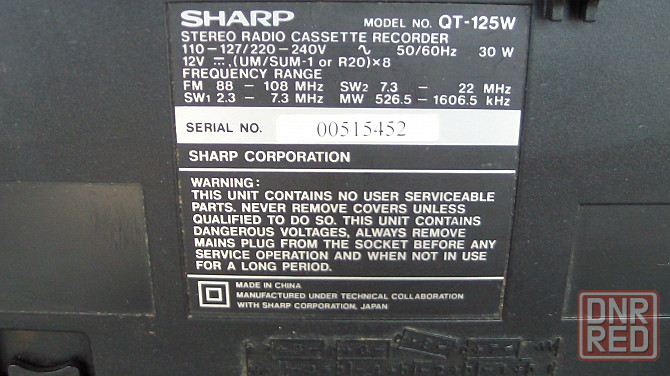 SHARP MODEL NO. QT-125W
STEREO RADIO CASSETTE RECORDER
110-127/220-240V ∿ 50/60Hz 30 W
12V ⎓, (UM/SUM-1 or R20)×8
FREQUENCY RANGE
FM 88 - 108 MHz SW2 7.3 - 22 MHz
SW1 2.3 - 7.3 MHz MW 526.5 - 1606.5 kHz
SERIAL NO. 00515452
SHARP CORPORATION
WARNING:
THIS UNIT CONTAINS NO USER SERVICEABLE
PARTS. NEVER REMOVE COVERS UNLESS
QUALIFIED TO DO SO. THIS UNIT CONTAINS
DANGEROUS VOLTAGES, ALWAYS REMOVE
MAINS PLUG FROM THE SOCKET BEFORE ANY
SERVICE OPERATION AND WHEN NOT IN USE
FOR A LONG PERIOD.
MADE IN CHINA
MANUFACTURED UNDER TECHNICAL COLLABORATION
WITH SHARP CORPORATION, JAPAN
DNR
RED